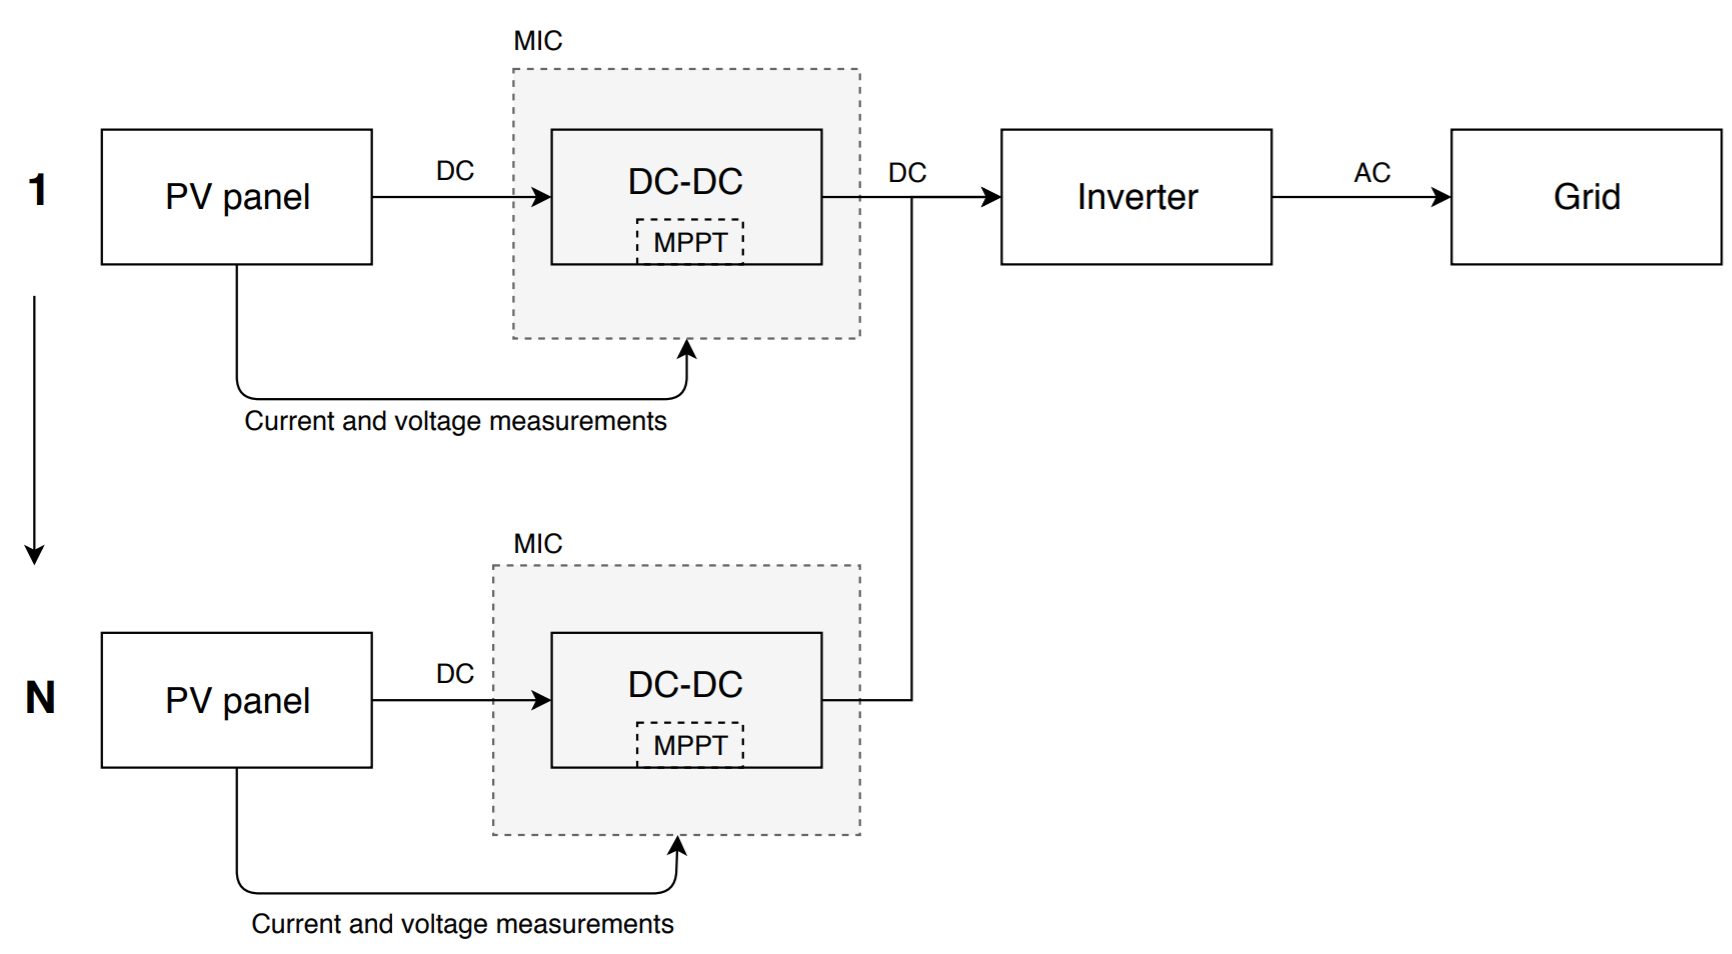 MIC
1
PV panel
DC
DC-DC
MPPT
DC
Inverter
AC
Grid
Current and voltage measurements
MIC
N
PV panel
DC
DC-DC
MPPT
Current and voltage measurements